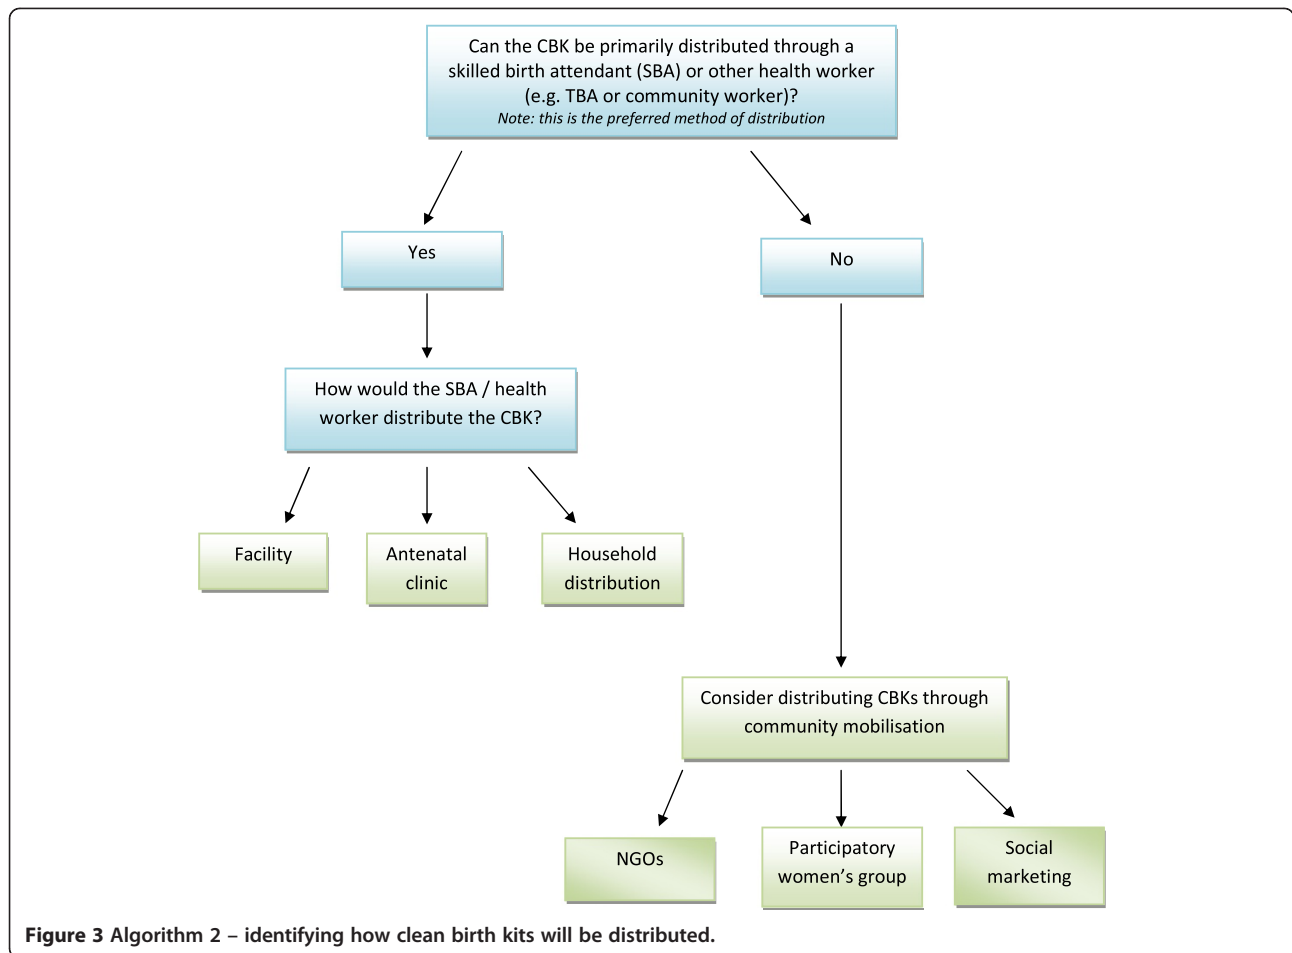 Can the CBK be primarily distributed through a
skilled birth attendant (SBA) or other health worker
(e.g. TBA or community worker)?
Note: this is the preferred method of distribution
Yes
No
How would the SBA / health
worker distribute the CBK?
Facility
Antenatal
clinic
Household
distribution
Consider distributing CBKs through
community mobilisation
NGOs
Participatory
women’s group
Social
marketing
Figure 3 Algorithm 2 – identifying how clean birth kits will be distributed.